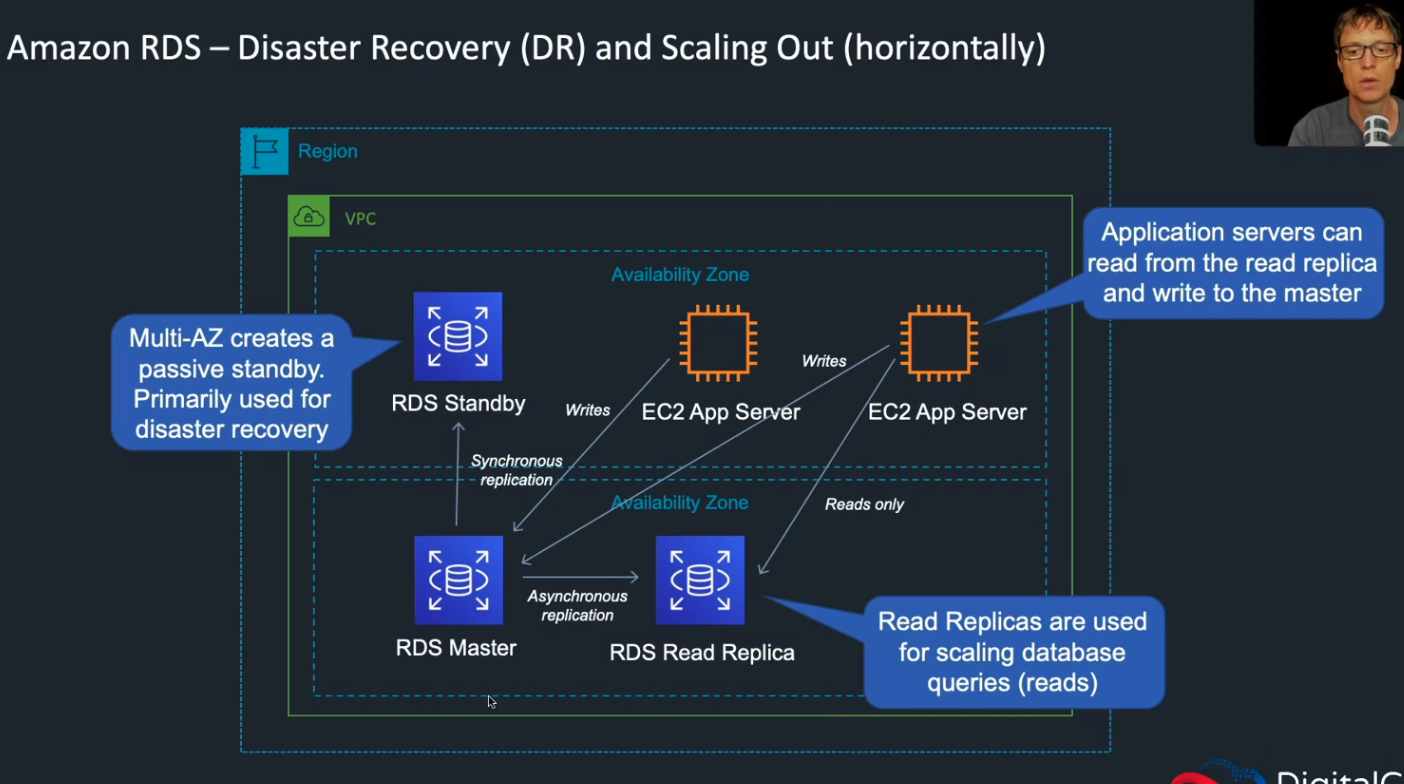 Amazon RDS – Disaster Recovery (DR) and Scaling Out (horizontally)
Region
VPC
Availability Zone
Application servers can
read from the read replica
and write to the master
Multi-AZ creates a
passive standby.
Primarily used for
disaster recovery
RDS Standby
Writes
EC2 App Server
Writes
EC2 App Server
Synchronous
replication
Availability Zone
Reads only
Asynchronous
replication
RDS Master
RDS Read Replica
Read Replicas are used
for scaling database
queries (reads)